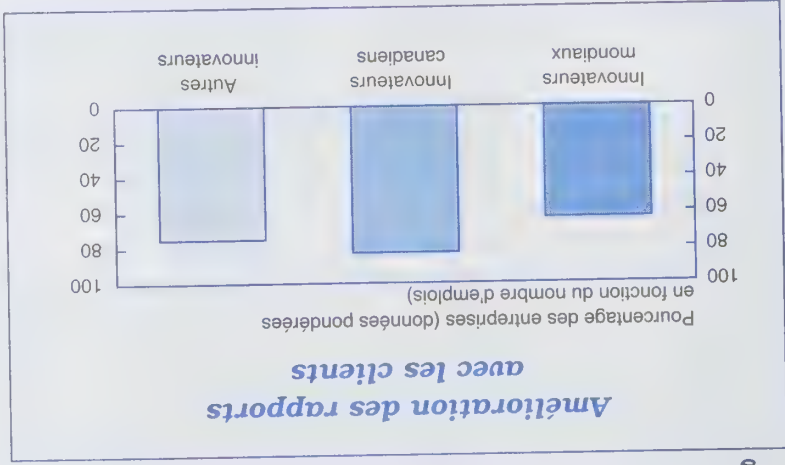 Amélioration des rapports
avec les clients
Pourcentage des entreprises (données pondérées
en fonction du nombre d'emplois)
100 100
80 80
60 60
40 40
20 20
0 0
Innovateurs mondiaux
Innovateurs canadiens
Autres innovateurs